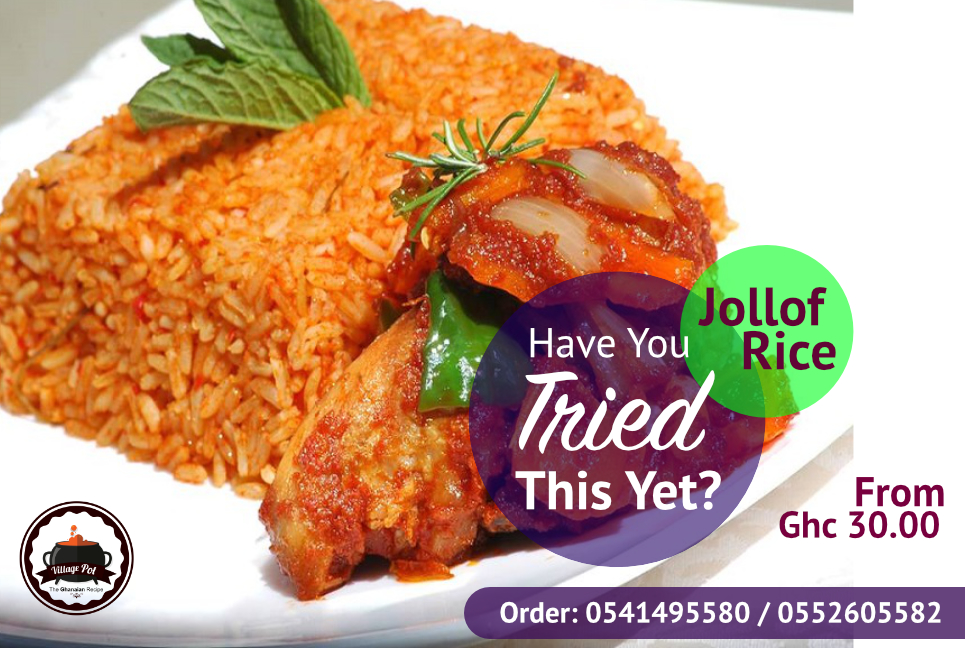 Jollof
Rice
Have You
Tried
This Yet?
From
Ghc 30.00
Village Pot
The Ghanaian Recipe
Order: 0541495580 / 0552605582